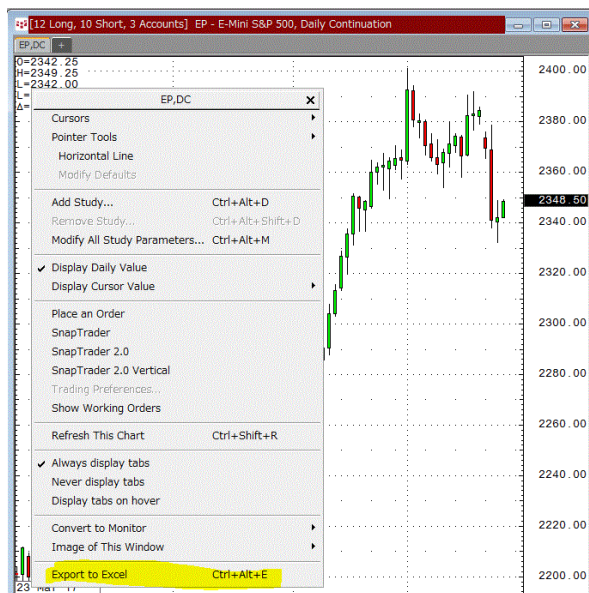 [12 Long, 10 Short, 3 Accounts] EP - E-Mini S&P 500, Daily Continuation
EP,DC +
O=2342.25
H=2349.25
L=2342.00
L=
Δ=
EP,DC
Cursors
Pointer Tools
Horizontal Line
Modify Defaults
Add Study... Ctrl+Alt+D
Remove Study... Ctrl+Alt+Shift+D
Modify All Study Parameters... Ctrl+Alt+M
Display Daily Value
Display Cursor Value
Place an Order
SnapTrader
SnapTrader 2.0
SnapTrader 2.0 Vertical
Trading Preferences...
Show Working Orders
Refresh This Chart Ctrl+Shift+R
Always display tabs
Never display tabs
Display tabs on hover
Convert to Monitor
Image of This Window
Export to Excel Ctrl+Alt+E
2400.00
2380.00
2360.00
2348.50
2340.00
2320.00
2300.00
2280.00
2260.00
2240.00
2220.00
2200.00
23 Mar 17